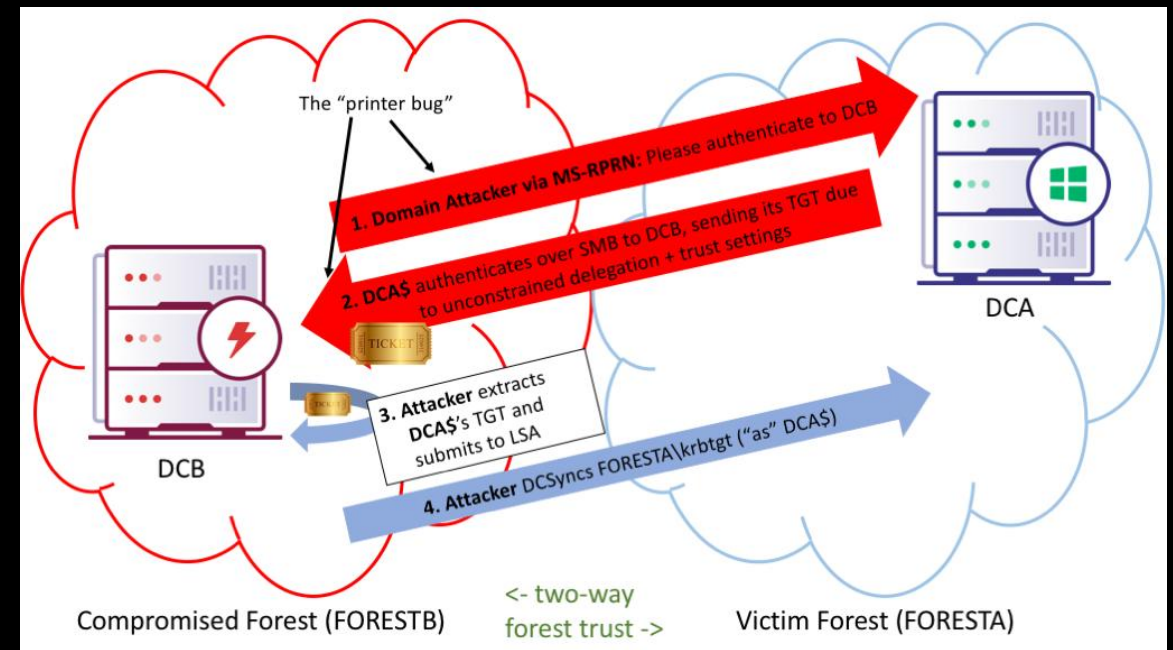 The “printer bug”
1. Domain Attacker via MS-RPRN: Please authenticate to DCB
2. DCA$ authenticates over SMB to DCB, sending its TGT due
to unconstrained delegation + trust settings
TICKET
DCA
TICKET
3. Attacker extracts
DCA$’s TGT and
submits to LSA
DCB
4. Attacker DCSyncs FORESTA\krbtgt (“as” DCA$)
<- two-way
forest trust ->
Compromised Forest (FORESTB)
Victim Forest (FORESTA)